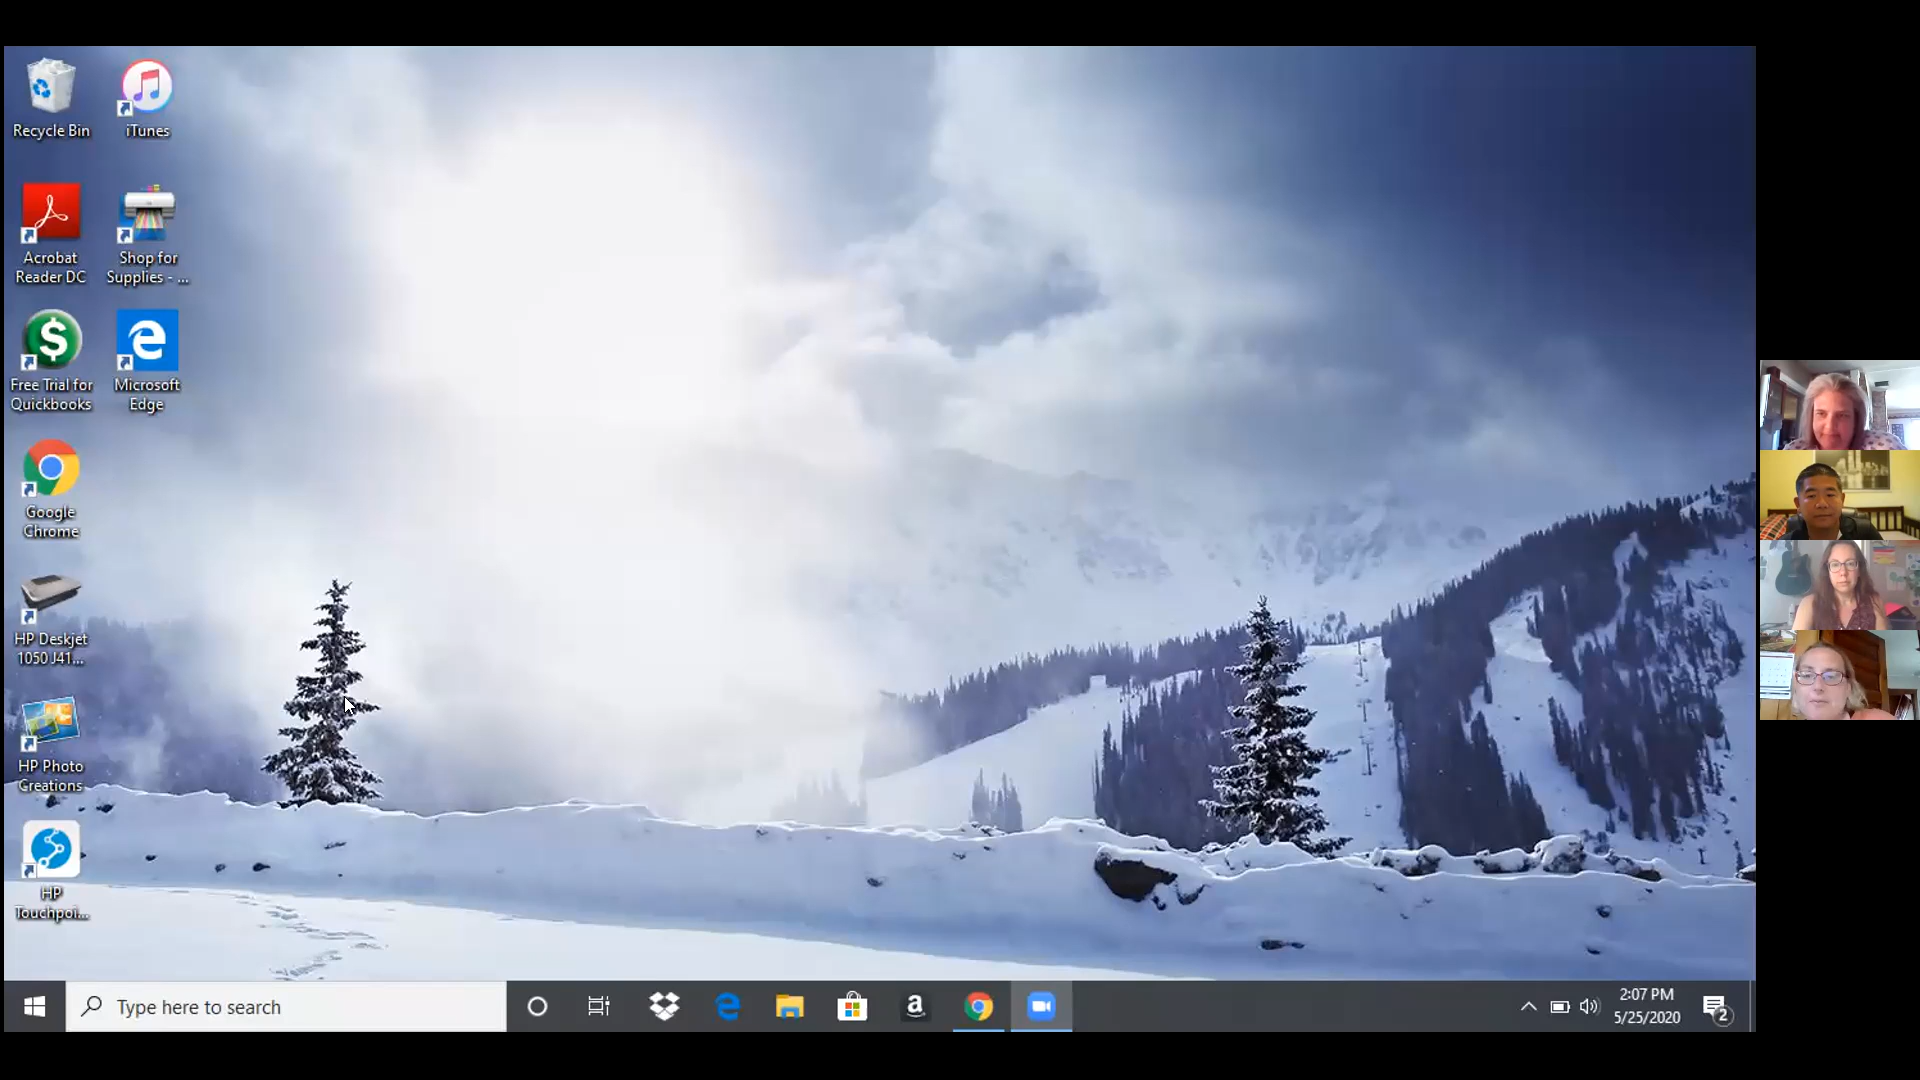 Recycle Bin
iTunes
Acrobat
Reader DC
Shop for
Supplies - ...
Free Trial for
Quickbooks
Microsoft
Edge
Google
Chrome
HP Deskjet
1050 J41...
HP Photo
Creations
HP
Touchpoi...
Type here to search
2:07 PM
5/25/2020
2